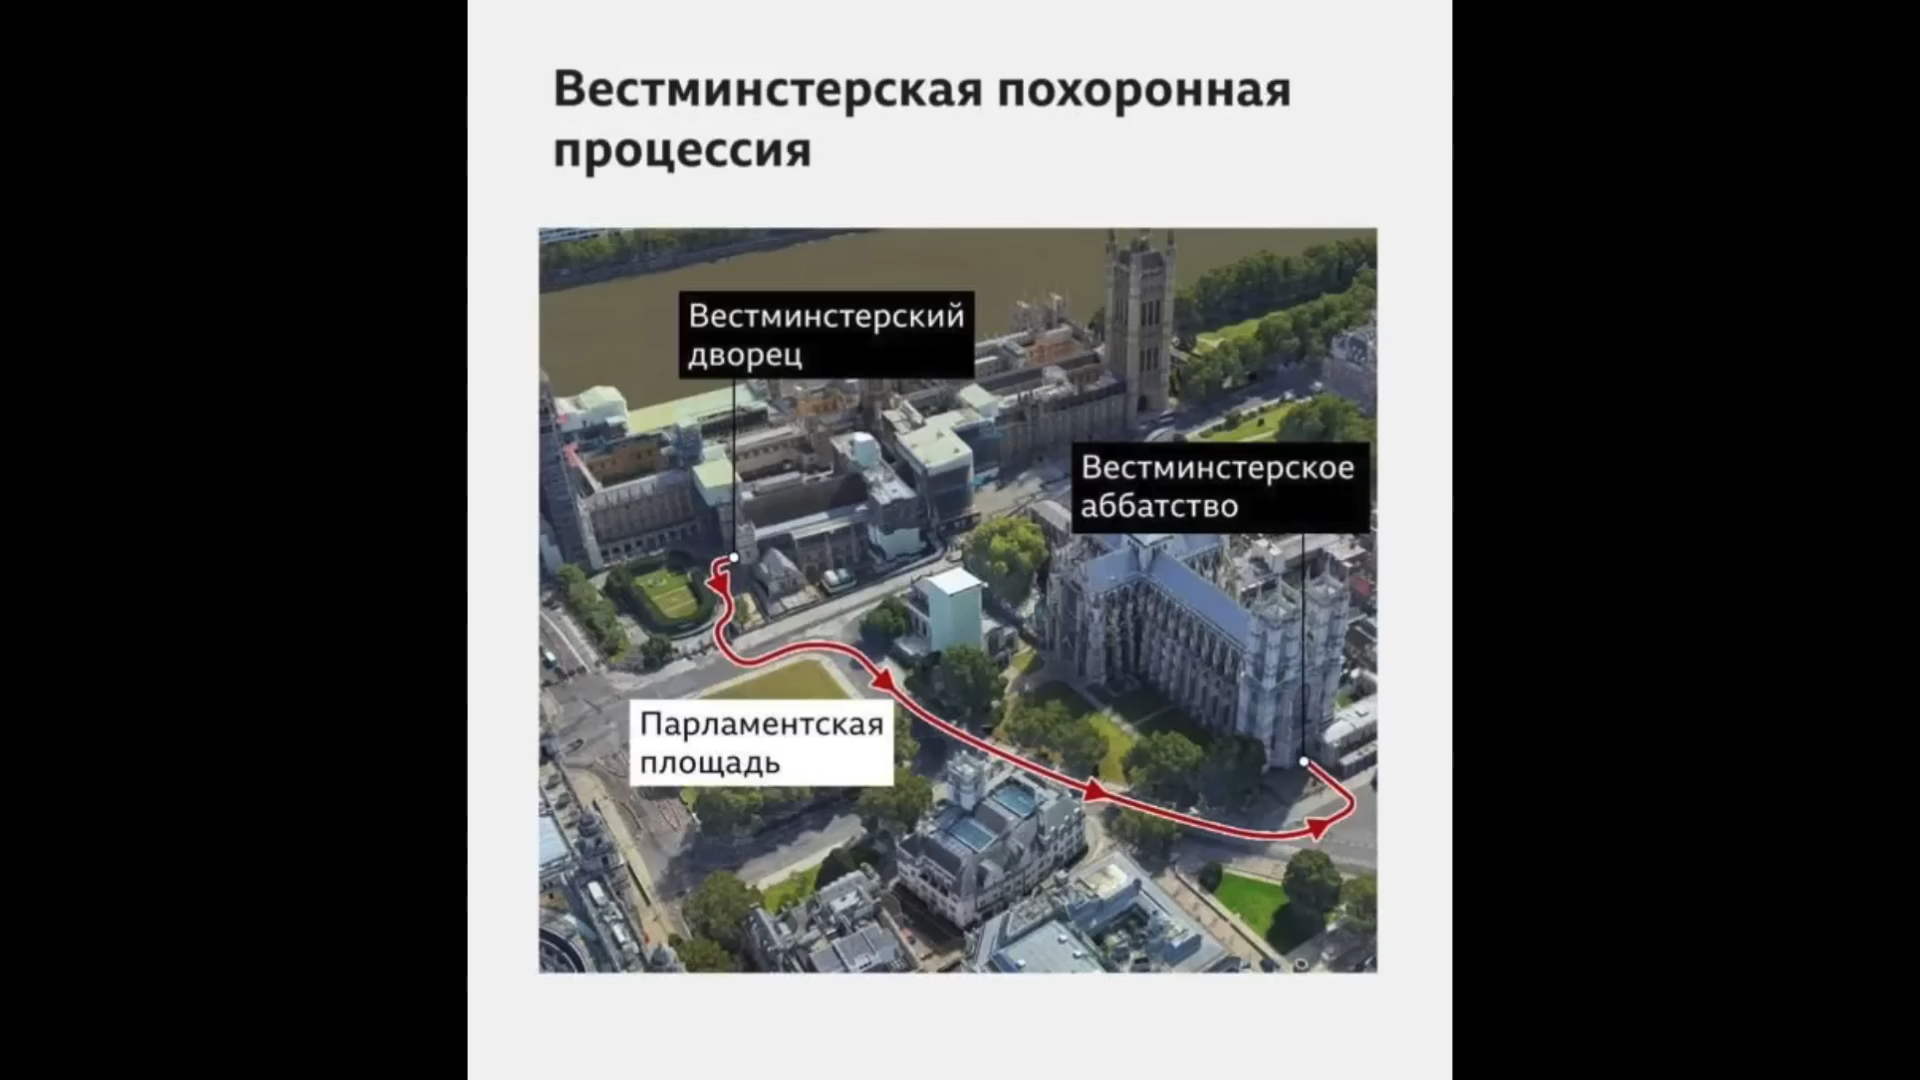 Вестминстерская похоронная
процессия
Вестминстерский
дворец
Вестминстерское
аббатство
Парламентская
площадь